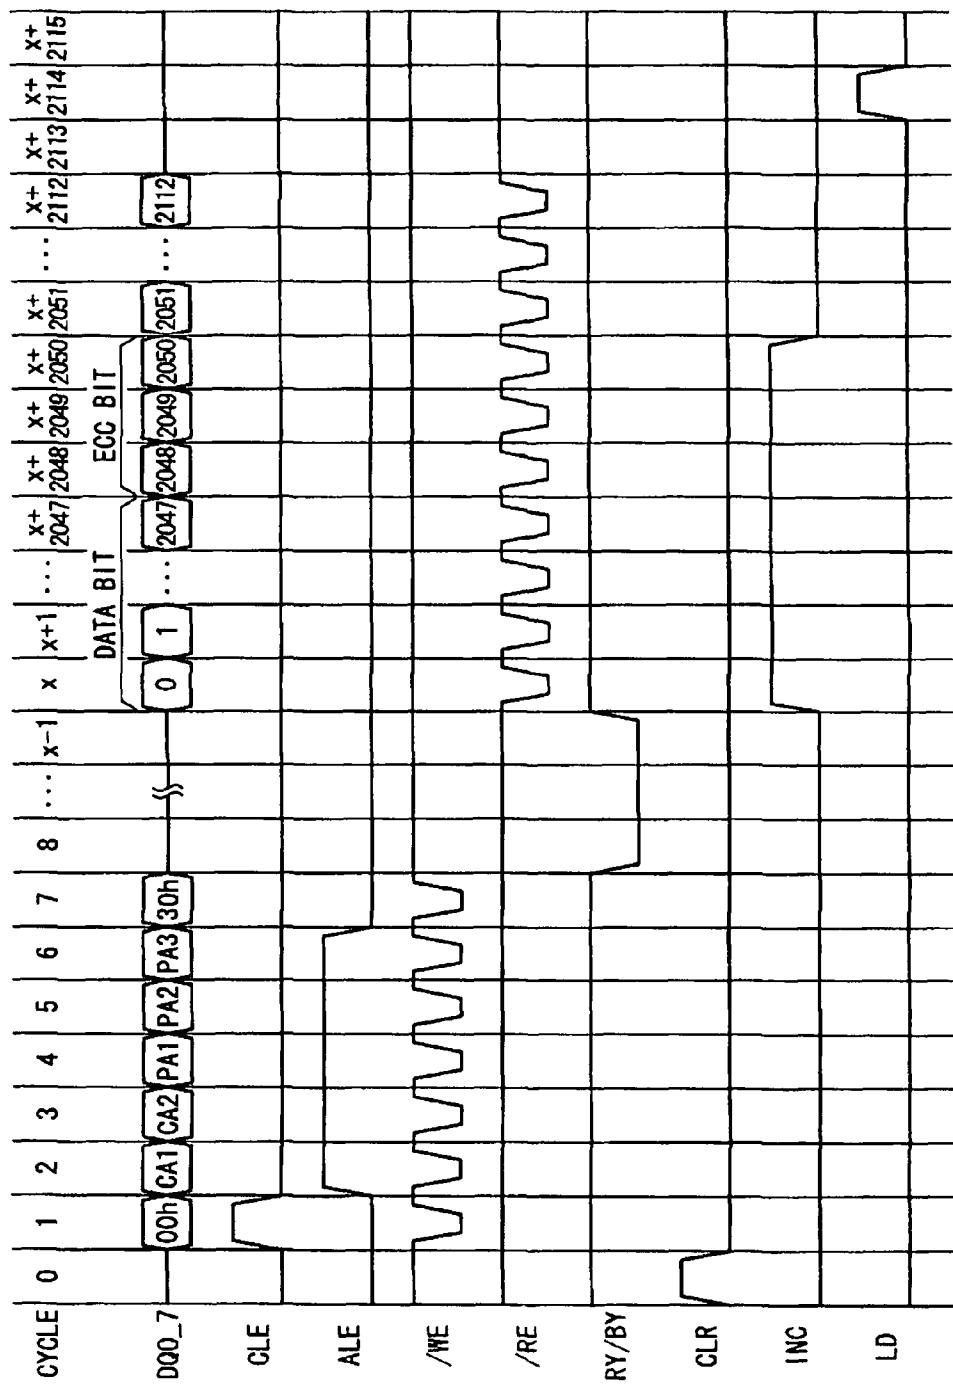 CYCLE 0 1 2 3 4 5 6 7 8 ... x-1 x x+1 ... x+2047 x+2048 x+2049 x+2050 x+2051 ... x+2112 x+2113 x+2114 x+2115
DATA BIT ECC BIT
DQ0_7 00h CA1 CA2 PA1 PA2 PA3 30h 0 1 ... 2047 2048 2049 2050 2051 ... 2112
CLE
ALE
/WE
/RE
RY/BY
CLR
INC
LD